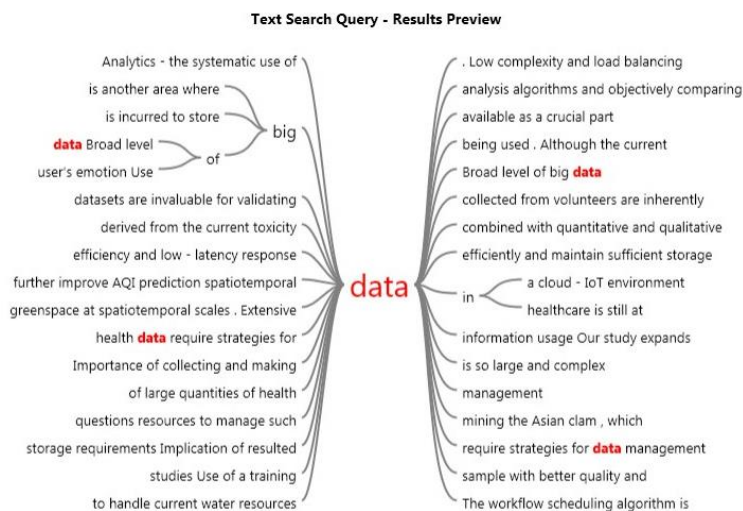 Text Search Query - Results Preview
Analytics - the systematic use of
is another area where
is incurred to store
data Broad level
user's emotion Use
of
big
datasets are invaluable for validating
derived from the current toxicity
efficiency and low - latency response
further improve AQI prediction spatiotemporal
greenspace at spatiotemporal scales . Extensive
health data require strategies for
Importance of collecting and making
of large quantities of health
questions resources to manage such
storage requirements Implication of resulted
studies Use of a training
to handle current water resources
data
. Low complexity and load balancing
analysis algorithms and objectively comparing
available as a crucial part
being used . Although the current
Broad level of big data
collected from volunteers are inherently
combined with quantitative and qualitative
efficiently and maintain sufficient storage
in
a cloud - IoT environment
healthcare is still at
information usage Our study expands
is so large and complex
management
mining the Asian clam , which
require strategies for data management
sample with better quality and
The workflow scheduling algorithm is